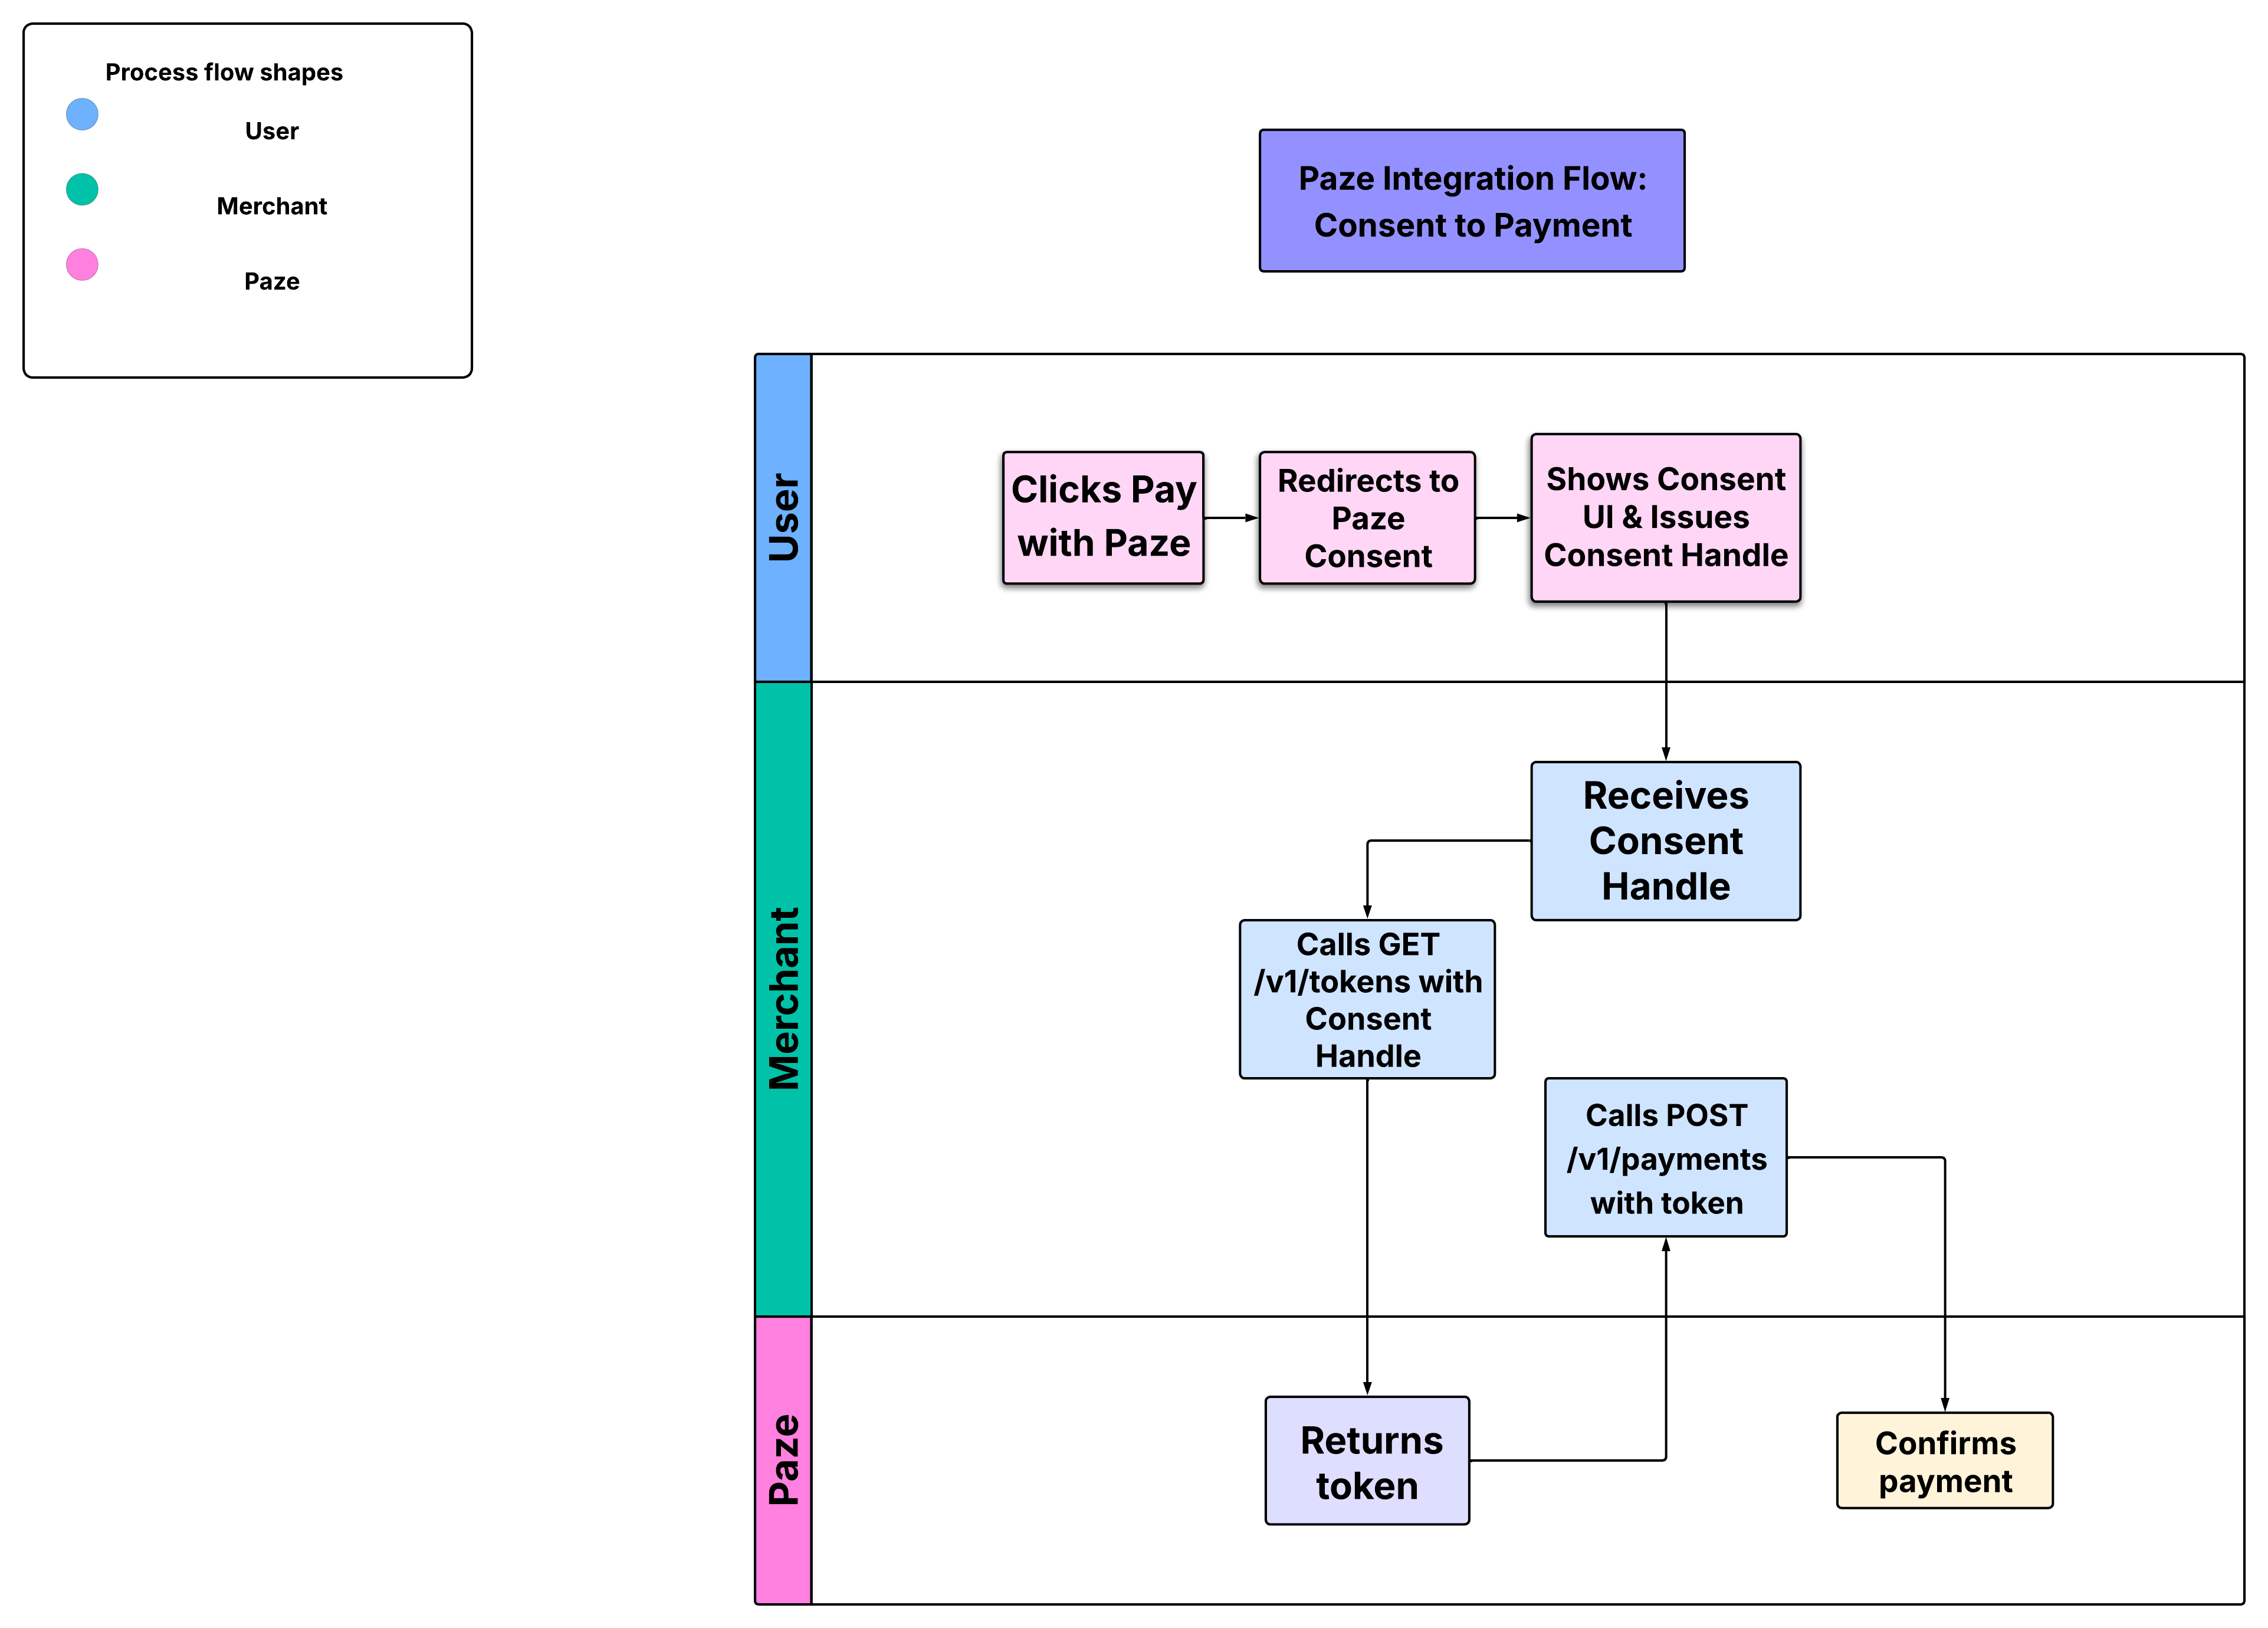 Process flow shapes
User
Merchant
Paze
Paze Integration Flow:
Consent to Payment
User
Clicks Pay
with Paze
Redirects to
Paze
Consent
Shows Consent
UI & Issues
Consent Handle
Merchant
Receives
Consent
Handle
Calls GET
/v1/tokens with
Consent
Handle
Calls POST
/v1/payments
with token
Paze
Returns
token
Confirms
payment